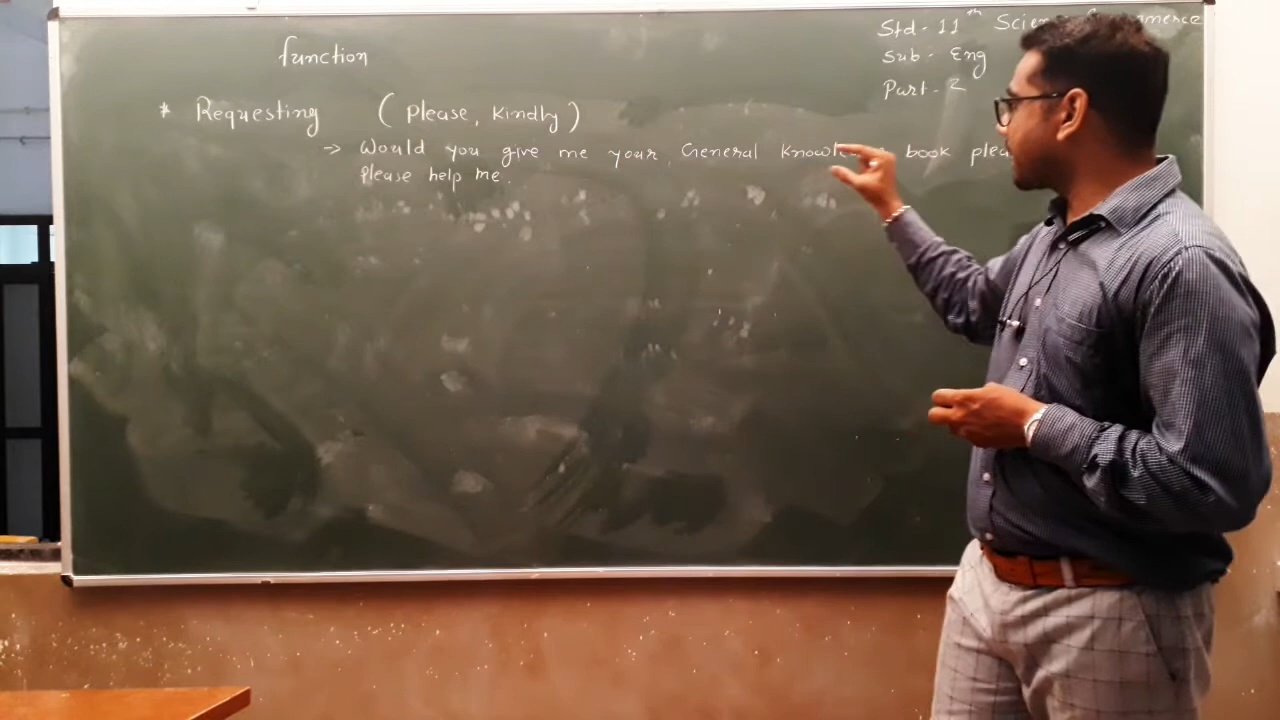 Std - 11th Science Commerce
Sub - Eng
Part - 2
function
* Requesting (please, kindly)
→ Would you give me your General book
please help me.